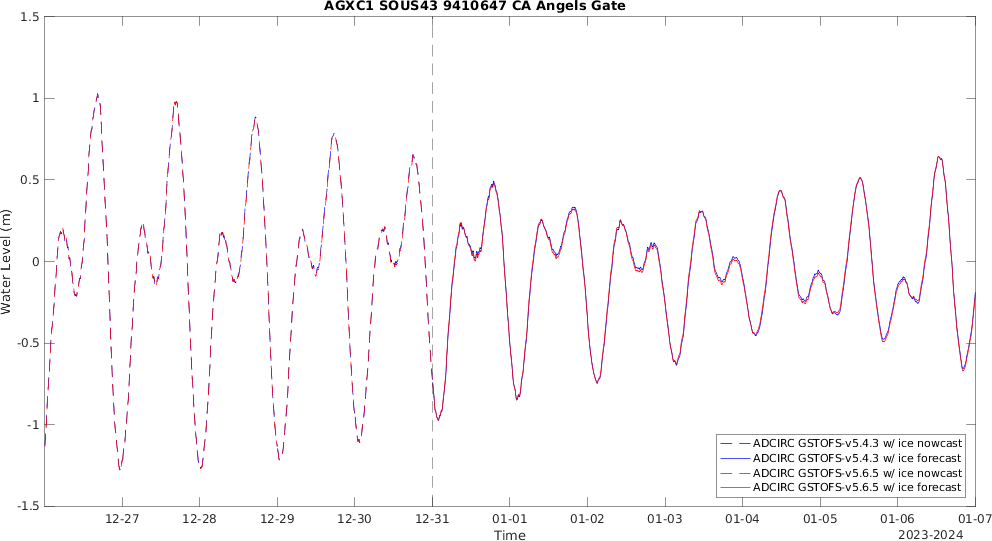 AGXC1 SOUS43 9410647 CA Angels Gate
1.5
1
0.5
0
-0.5
-1
-1.5
Water Level (m)
12-27 12-28 12-29 12-30 12-31 01-01 01-02 01-03 01-04 01-05 01-06 01-07
Time
2023-2024
ADCIRC GSTOFS-v5.4.3 w/ ice nowcast
ADCIRC GSTOFS-v5.4.3 w/ ice forecast
ADCIRC GSTOFS-v5.6.5 w/ ice nowcast
ADCIRC GSTOFS-v5.6.5 w/ ice forecast